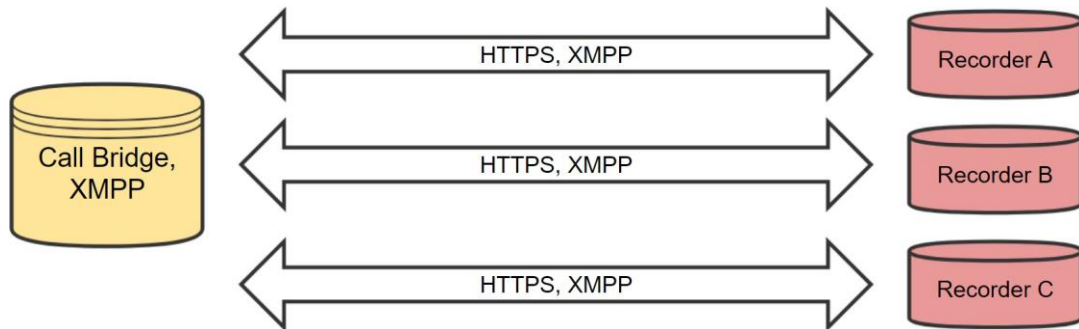 HTTPS, XMPP
Recorder A
Call Bridge,
XMPP
HTTPS, XMPP
Recorder B
HTTPS, XMPP
Recorder C